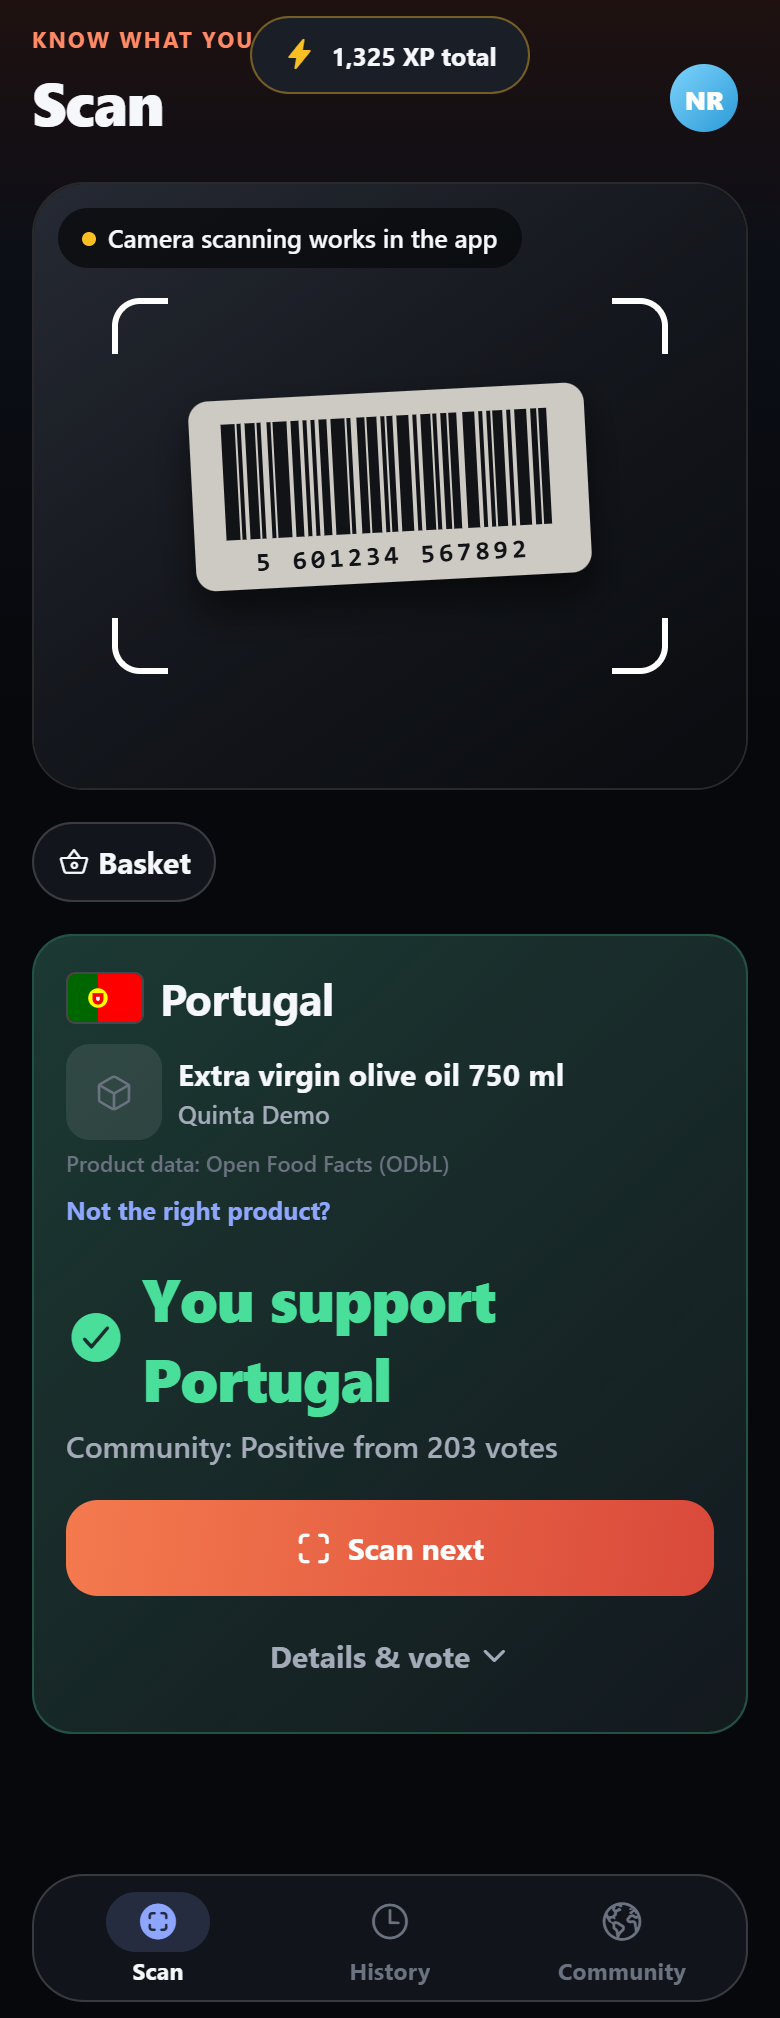 KNOW WHAT YOU
1,325 XP total
Scan
NR
Camera scanning works in the app
5 601234 567892
Basket
Portugal
Extra virgin olive oil 750 ml
Quinta Demo
Product data: Open Food Facts (ODbL)
Not the right product?
You support
Portugal
Community: Positive from 203 votes
Scan next
Details & vote
Scan
History
Community